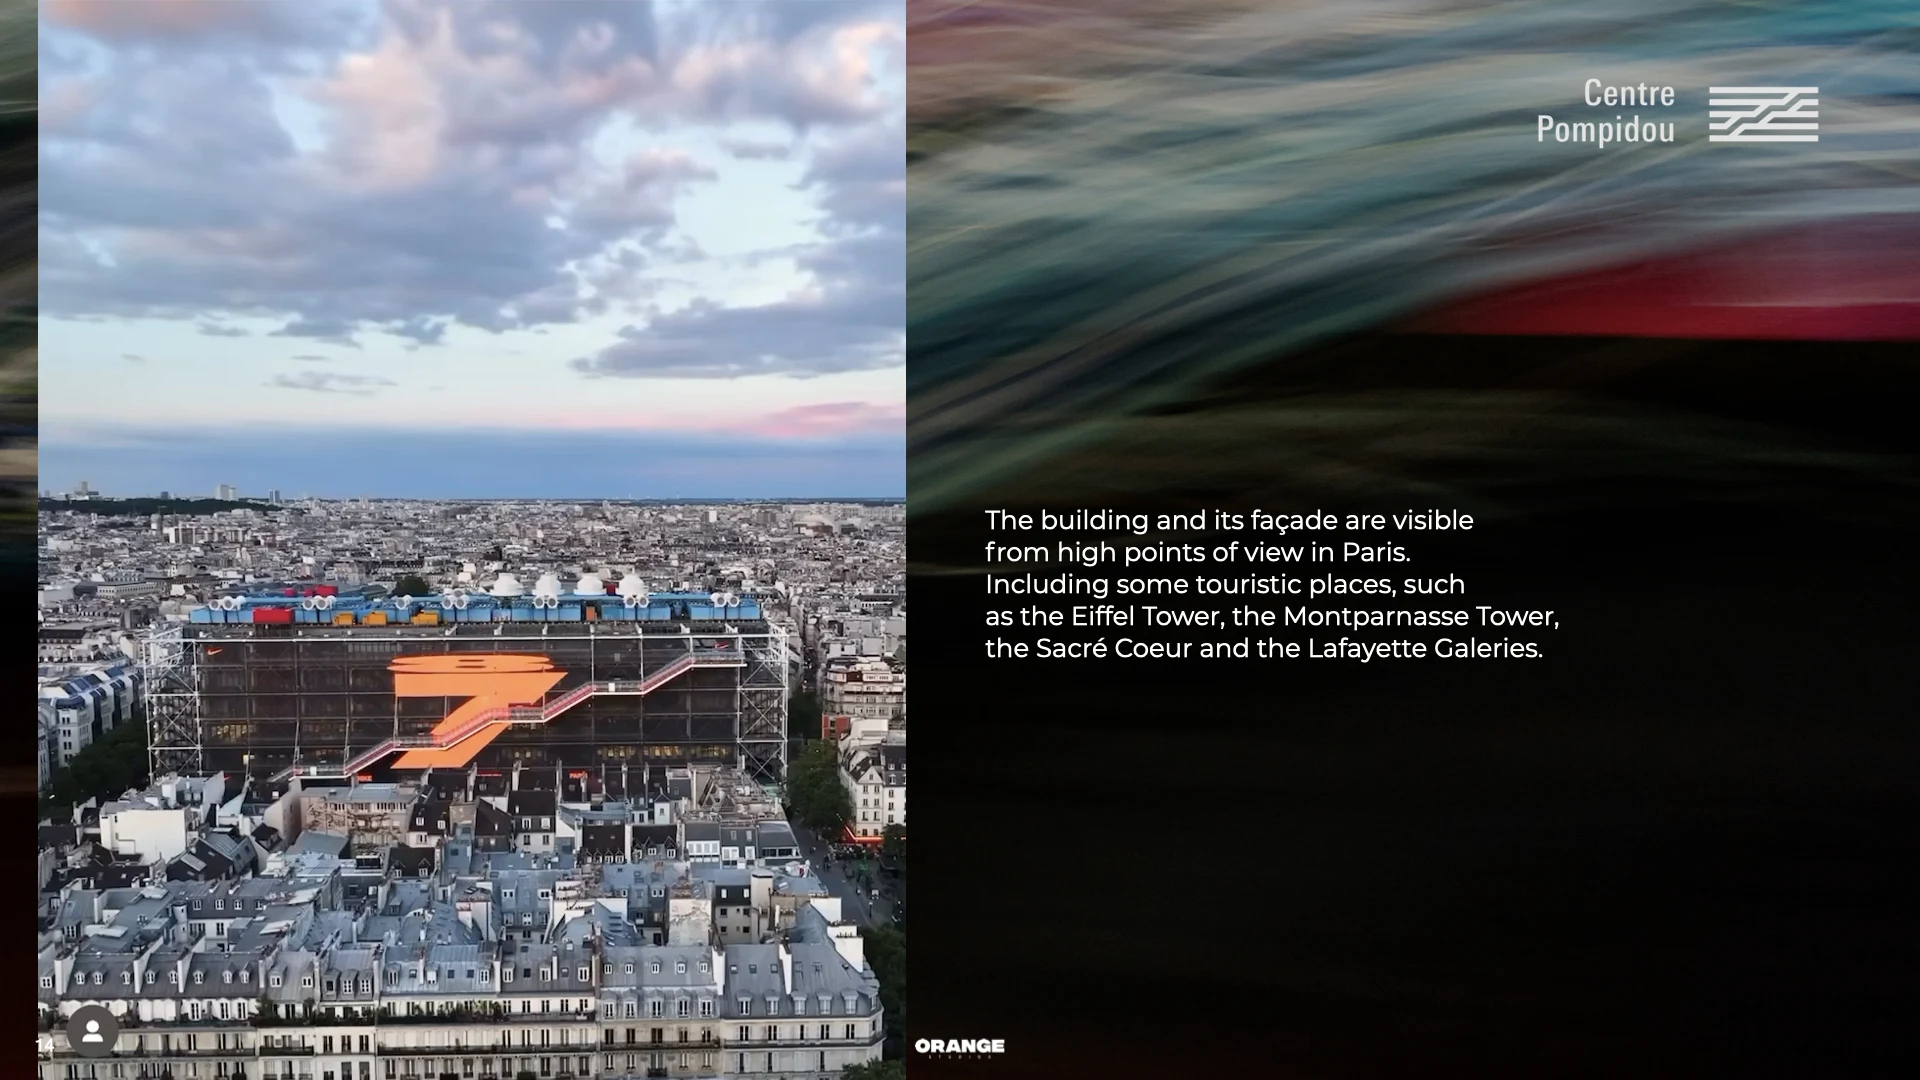 Centre
Pompidou
The building and its façade are visible
from high points of view in Paris.
Including some touristic places, such
as the Eiffel Tower, the Montparnasse Tower,
the Sacré Coeur and the Lafayette Galeries.
14
ORANGE
STUDIOS